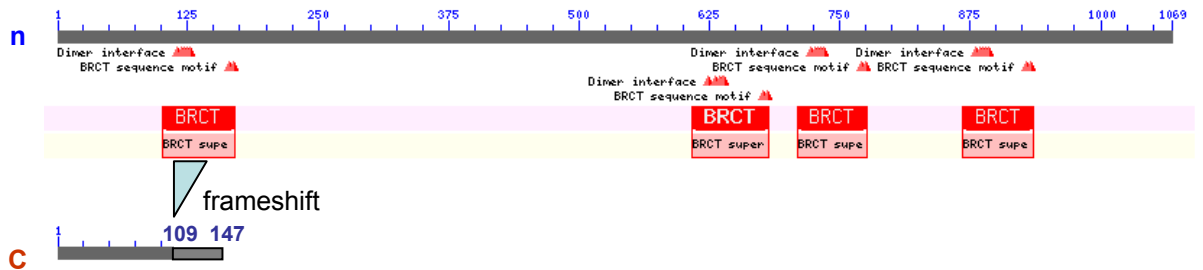 1 125 250 375 500 625 750 875 1000 1069
n
Dimer interface Dimer interface Dimer interface
BRCT sequence motif BRCT sequence motif BRCT sequence motif
Dimer interface
BRCT sequence motif
BRCT BRCT BRCT BRCT
BRCT supe BRCT super BRCT supe BRCT supe
frameshift
1 109 147
C